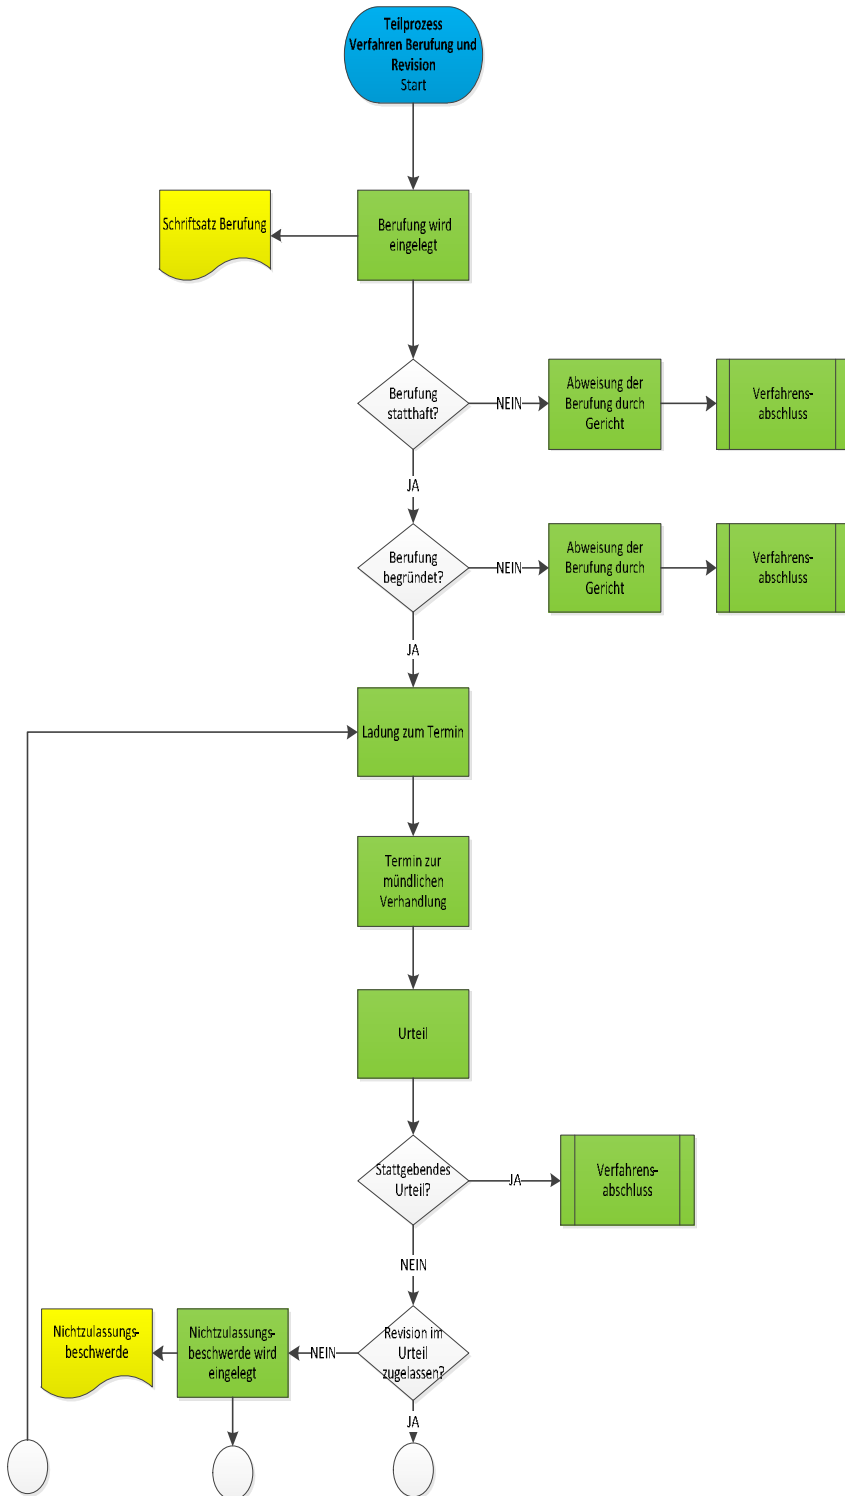 Teilprozess
Verfahren Berufung und
Revision
Start
Schriftsatz Berufung
Berufung wird
eingelegt
Berufung
statthaft?
NEIN
Abweisung der
Berufung durch
Gericht
Verfahrens-
abschluss
JA
Berufung
begründet?
NEIN
Abweisung der
Berufung durch
Gericht
Verfahrens-
abschluss
JA
Ladung zum Termin
Termin zur
mündlichen
Verhandlung
Urteil
Stattgebendes
Urteil?
JA
Verfahrens-
abschluss
NEIN
Revision im
Urteil
zugelassen?
NEIN
Nichtzulassungs-
beschwerde wird
eingelegt
Nichtzulassungs-
beschwerde
JA